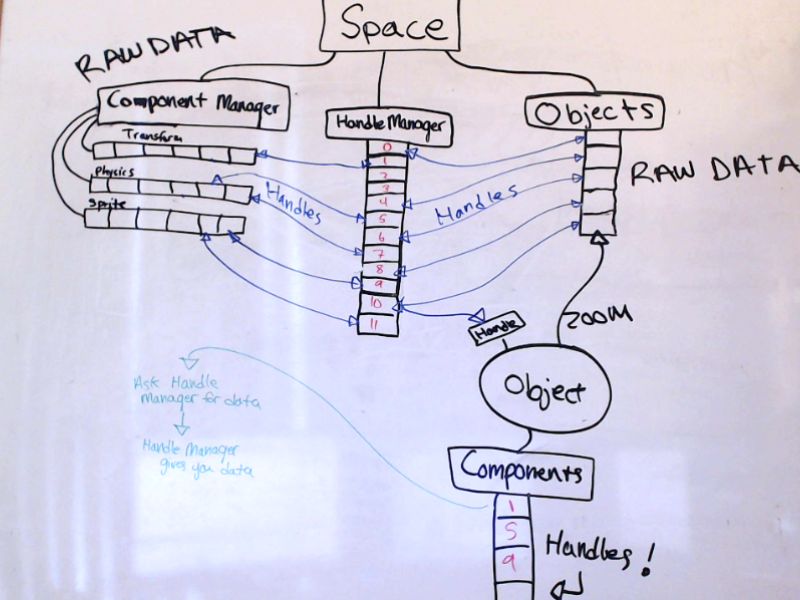 Space
RAW DATA
Component Manager
Handle Manager
Objects
Transform
Physics
Sprite
Handles
0
1
2
3
4
5
6
7
8
9
10
11
Handles
RAW DATA
Handle
ZOOM
Object
Ask Handle
manager for data
Handle Manager
gives you data
Components
1
5
9
Handles!